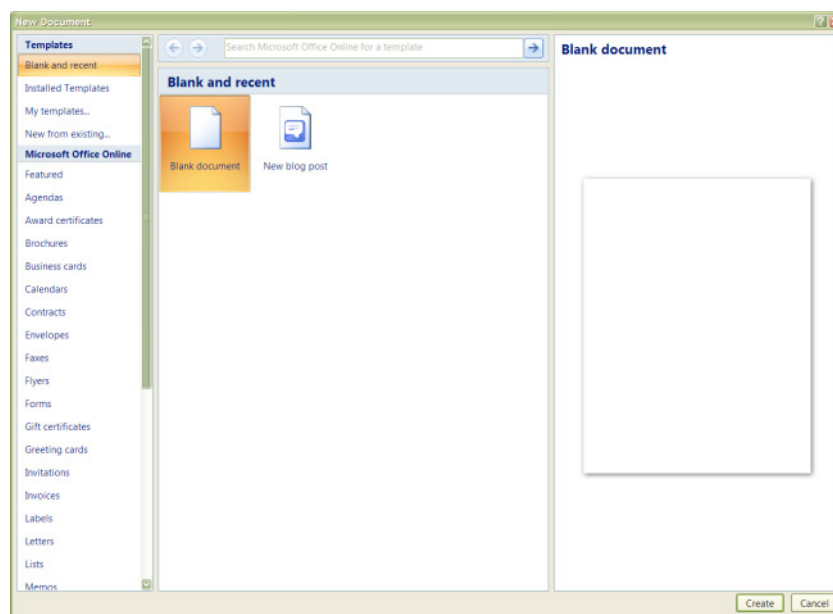 New Document
Templates
Blank and recent
Installed Templates
My templates...
New from existing...
Microsoft Office Online
Featured
Agendas
Award certificates
Brochures
Business cards
Calendars
Contracts
Envelopes
Faxes
Flyers
Forms
Gift certificates
Greeting cards
Invitations
Invoices
Labels
Letters
Lists
Memos
Search Microsoft Office Online for a template
Blank and recent
Blank document
New blog post
Blank document
Create
Cancel